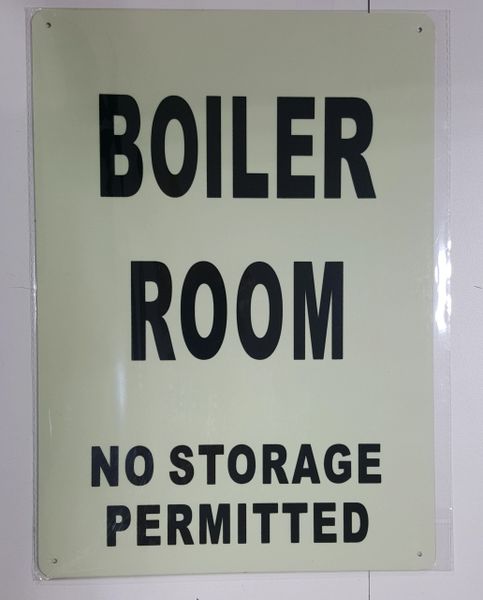 BOILER
ROOM
NO STORAGE
PERMITTED